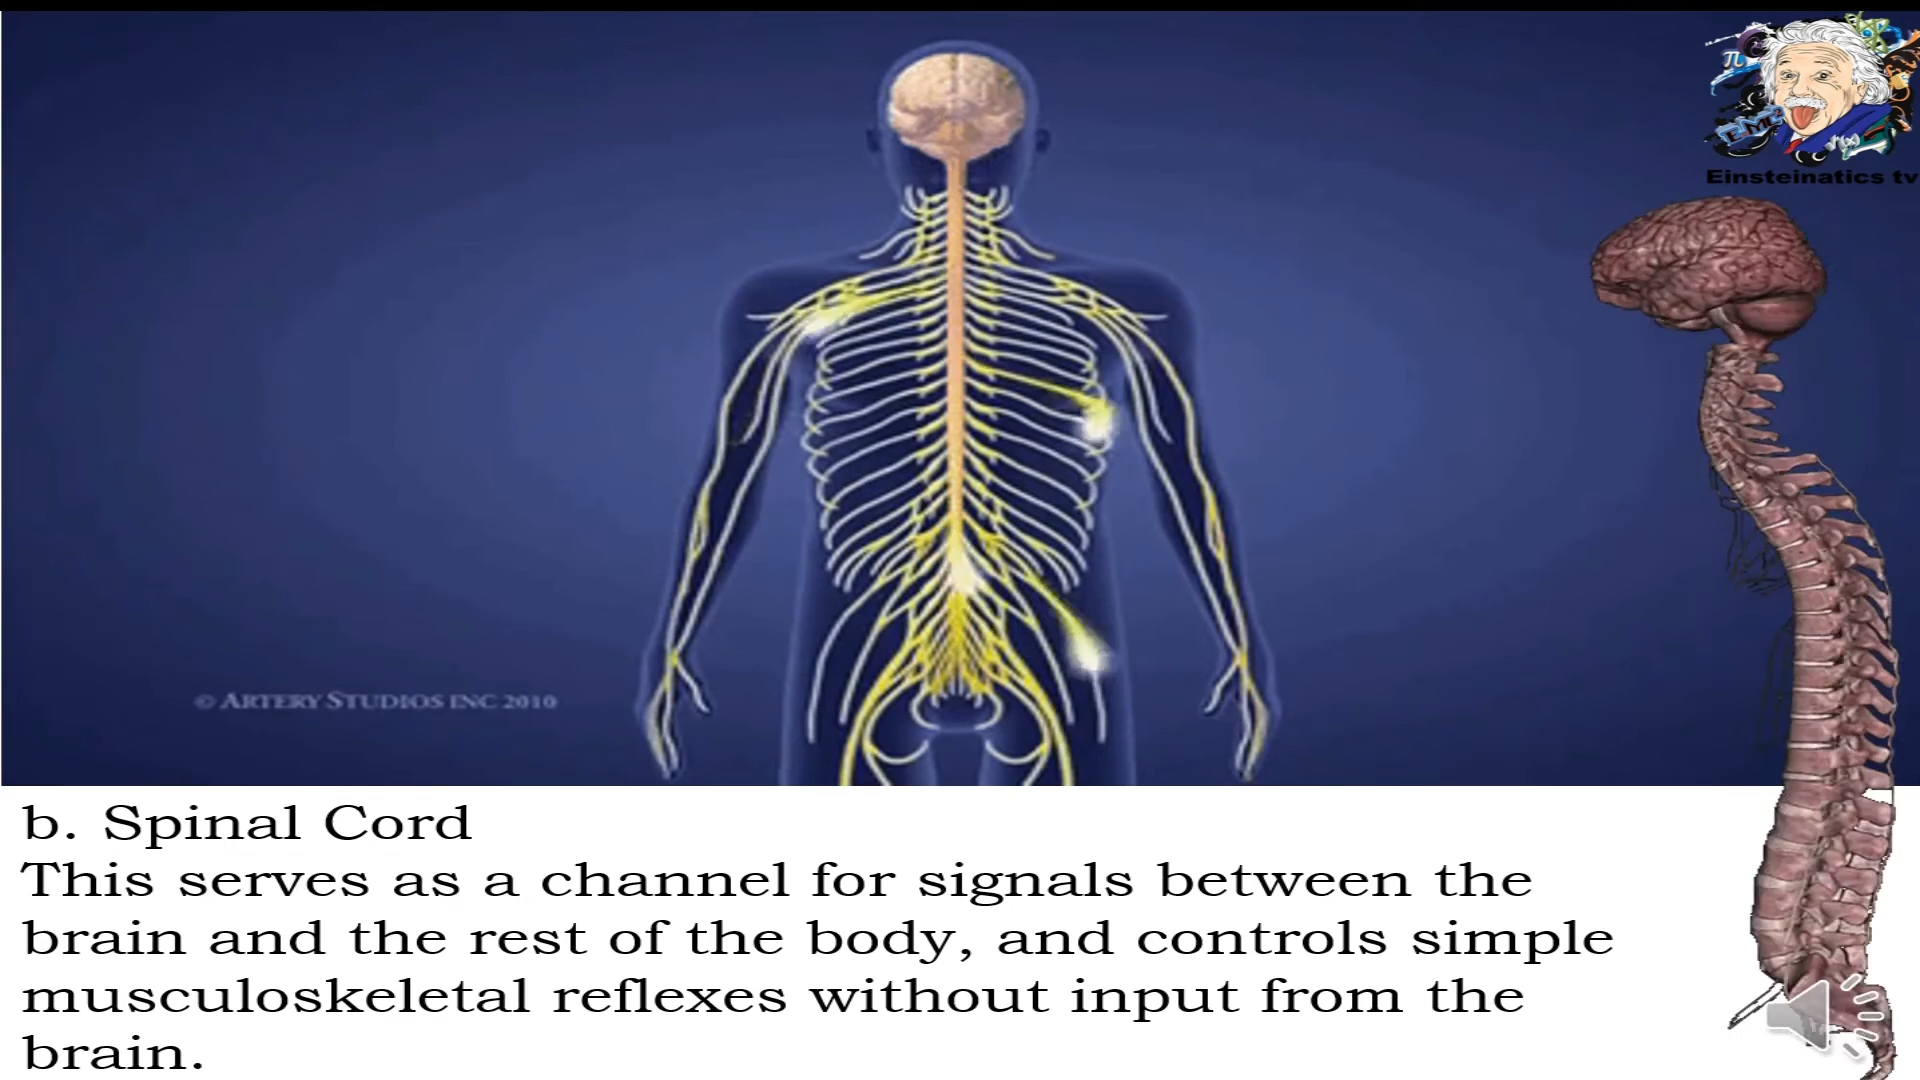 Einsteinatics tv
© ARTERY STUDIOS INC 2010
b. Spinal Cord
This serves as a channel for signals between the
brain and the rest of the body, and controls simple
musculoskeletal reflexes without input from the
brain.